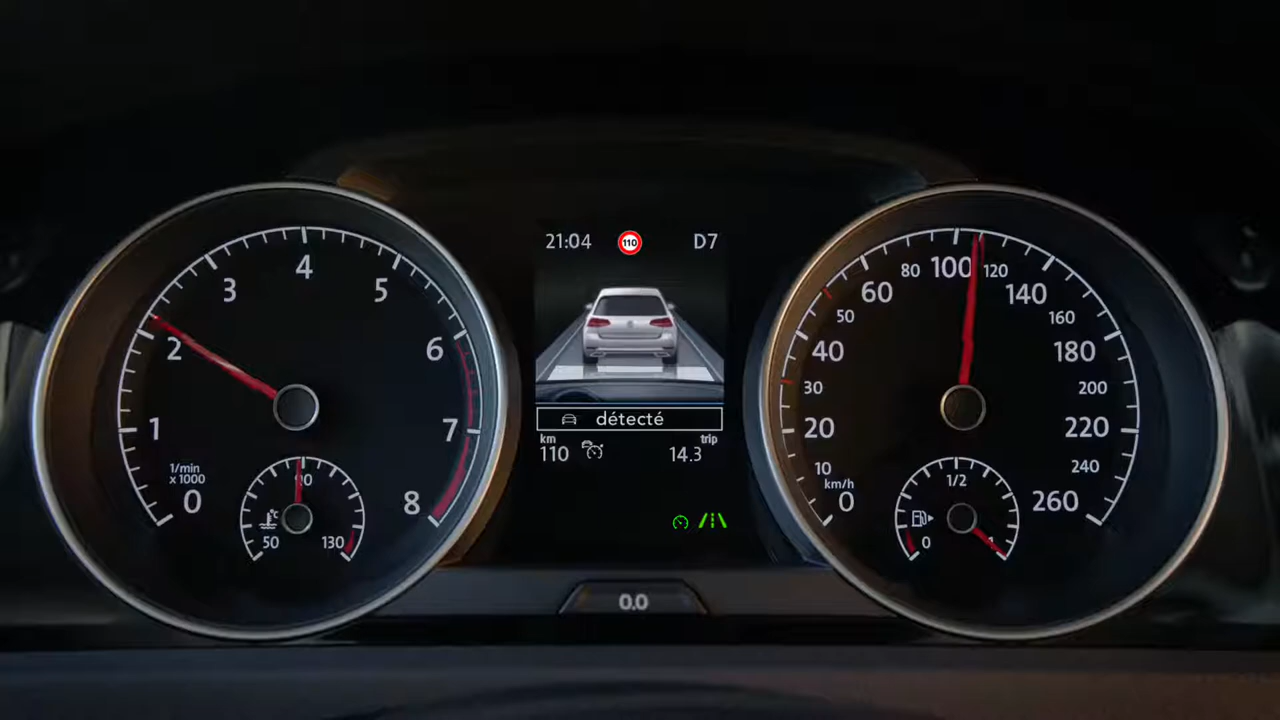 21:04 110 D7
4
3 5
2 6
1 7
1/min
x 1000
0 8
90
°C
50 130
80 100 120
60 140
50 160
40 180
30 200
20 220
10 240
km/h
0 260
1/2
0 1
détecté
km trip
110 14.3
0.0